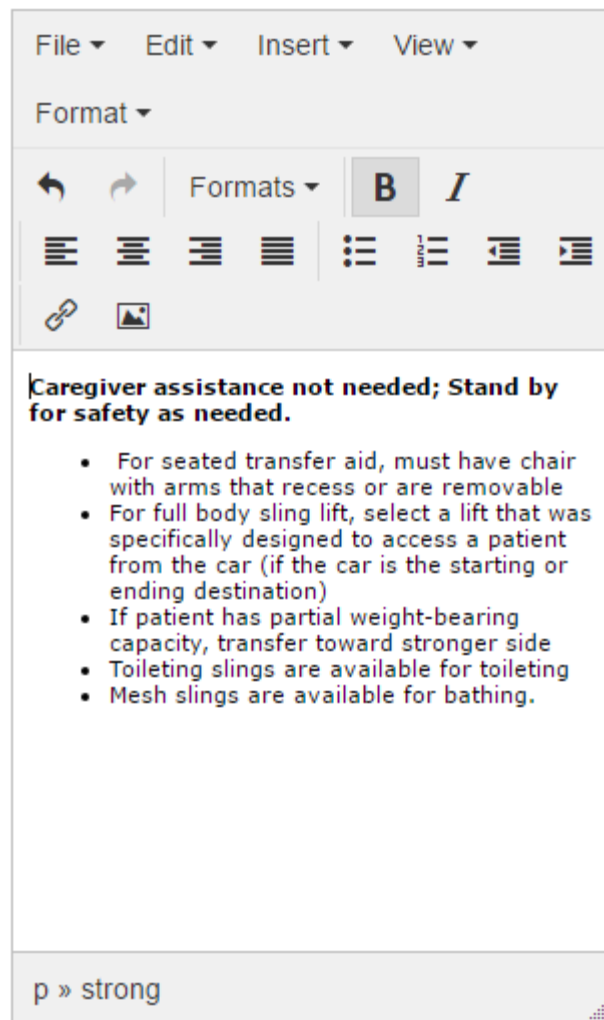 File Edit Insert View
Format
Formats B I
Caregiver assistance not needed; Stand by
for safety as needed.
• For seated transfer aid, must have chair
with arms that recess or are removable
• For full body sling lift, select a lift that was
specifically designed to access a patient
from the car (if the car is the starting or
ending destination)
• If patient has partial weight-bearing
capacity, transfer toward stronger side
• Toileting slings are available for toileting
• Mesh slings are available for bathing.
p » strong